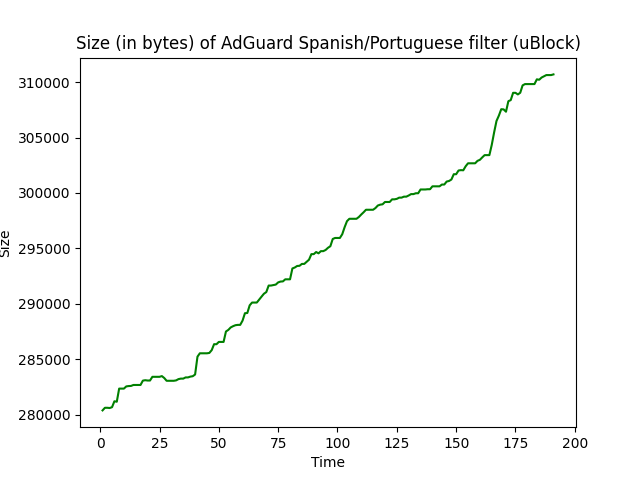 Size (in bytes) of AdGuard Spanish/Portuguese filter (uBlock)
310000
305000
300000
295000
290000
285000
280000
Size
0 25 50 75 100 125 150 175 200
Time